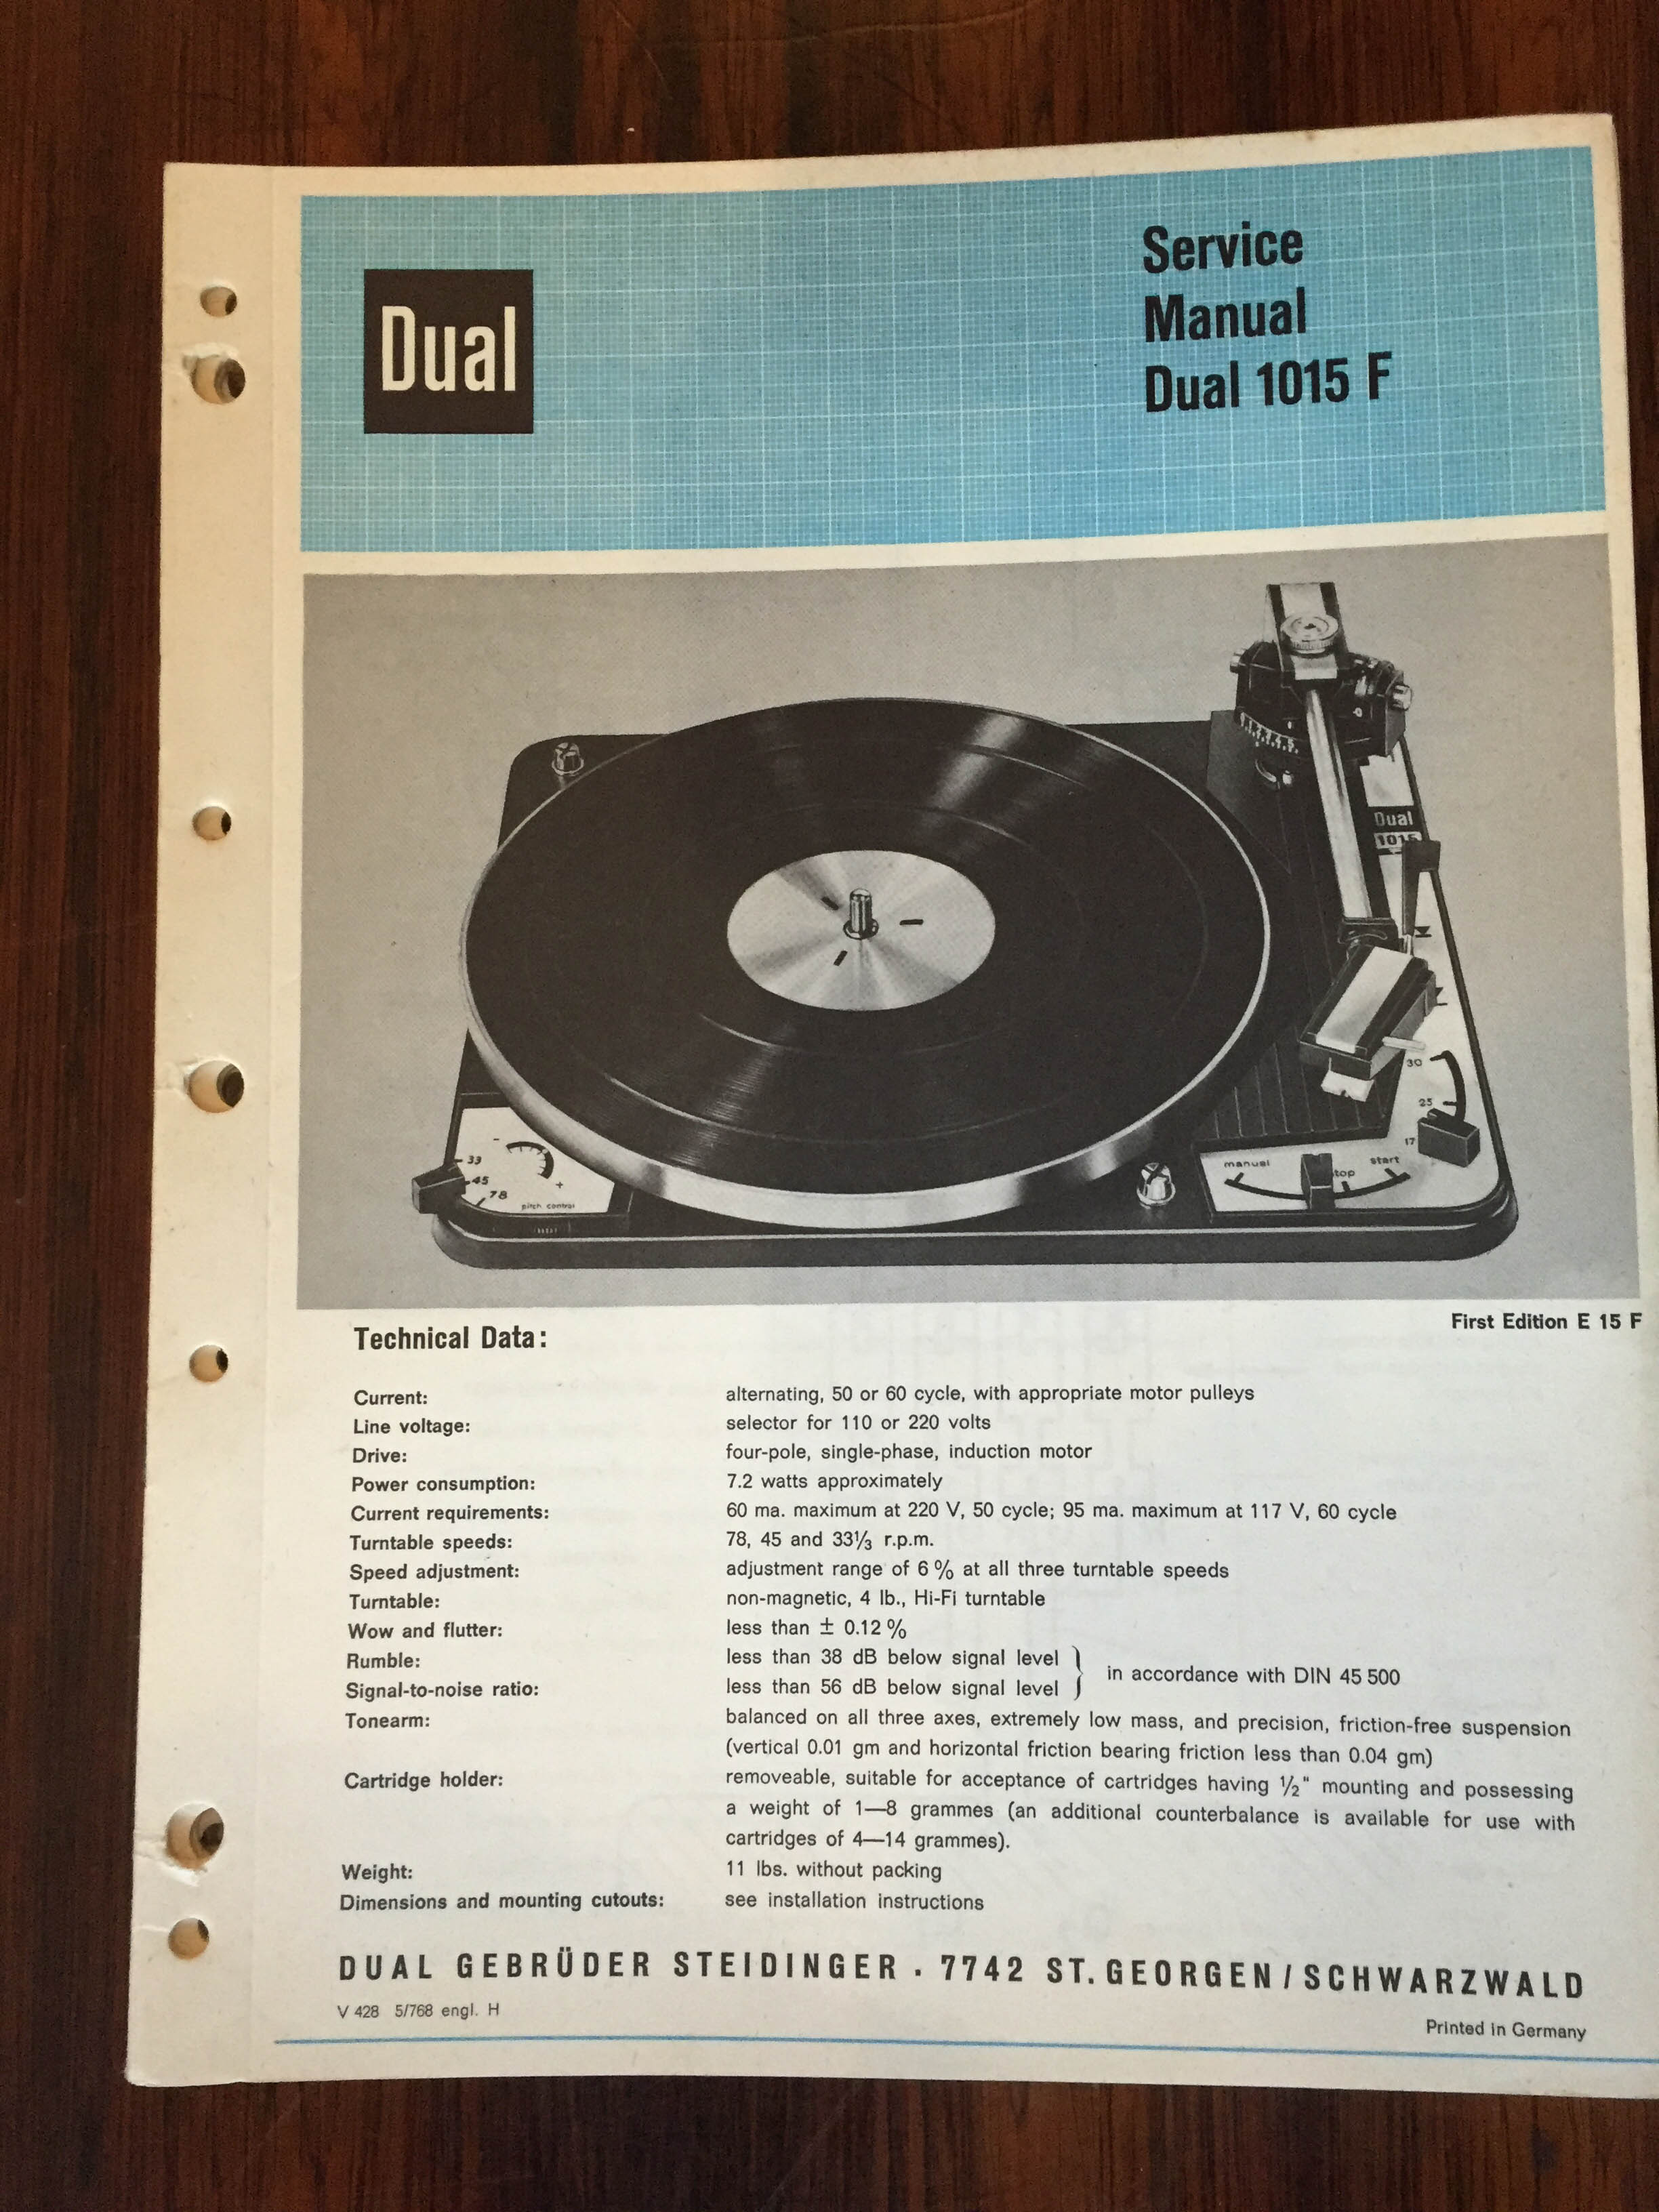 Dual
Service
Manual
Dual 1015 F
Dual
1015
33
45
78
-
+
pitch control
30
25
17
manual
stop
start
First Edition E 15 F
Technical Data:
Current: alternating, 50 or 60 cycle, with appropriate motor pulleys
Line voltage: selector for 110 or 220 volts
Drive: four-pole, single-phase, induction motor
Power consumption: 7.2 watts approximately
Current requirements: 60 ma. maximum at 220 V, 50 cycle; 95 ma. maximum at 117 V, 60 cycle
Turntable speeds: 78, 45 and 33⅓ r.p.m.
Speed adjustment: adjustment range of 6 % at all three turntable speeds
Turntable: non-magnetic, 4 lb., Hi-Fi turntable
Wow and flutter: less than ± 0.12 %
Rumble: less than 38 dB below signal level
Signal-to-noise ratio: less than 56 dB below signal level } in accordance with DIN 45 500
Tonearm: balanced on all three axes, extremely low mass, and precision, friction-free suspension
(vertical 0.01 gm and horizontal friction bearing friction less than 0.04 gm)
Cartridge holder: removeable, suitable for acceptance of cartridges having ½" mounting and possessing
a weight of 1—8 grammes (an additional counterbalance is available for use with
cartridges of 4—14 grammes).
Weight: 11 lbs. without packing
Dimensions and mounting cutouts: see installation instructions
DUAL GEBRÜDER STEIDINGER . 7742 ST. GEORGEN / SCHWARZWALD
V 428 5/768 engl. H
Printed in Germany